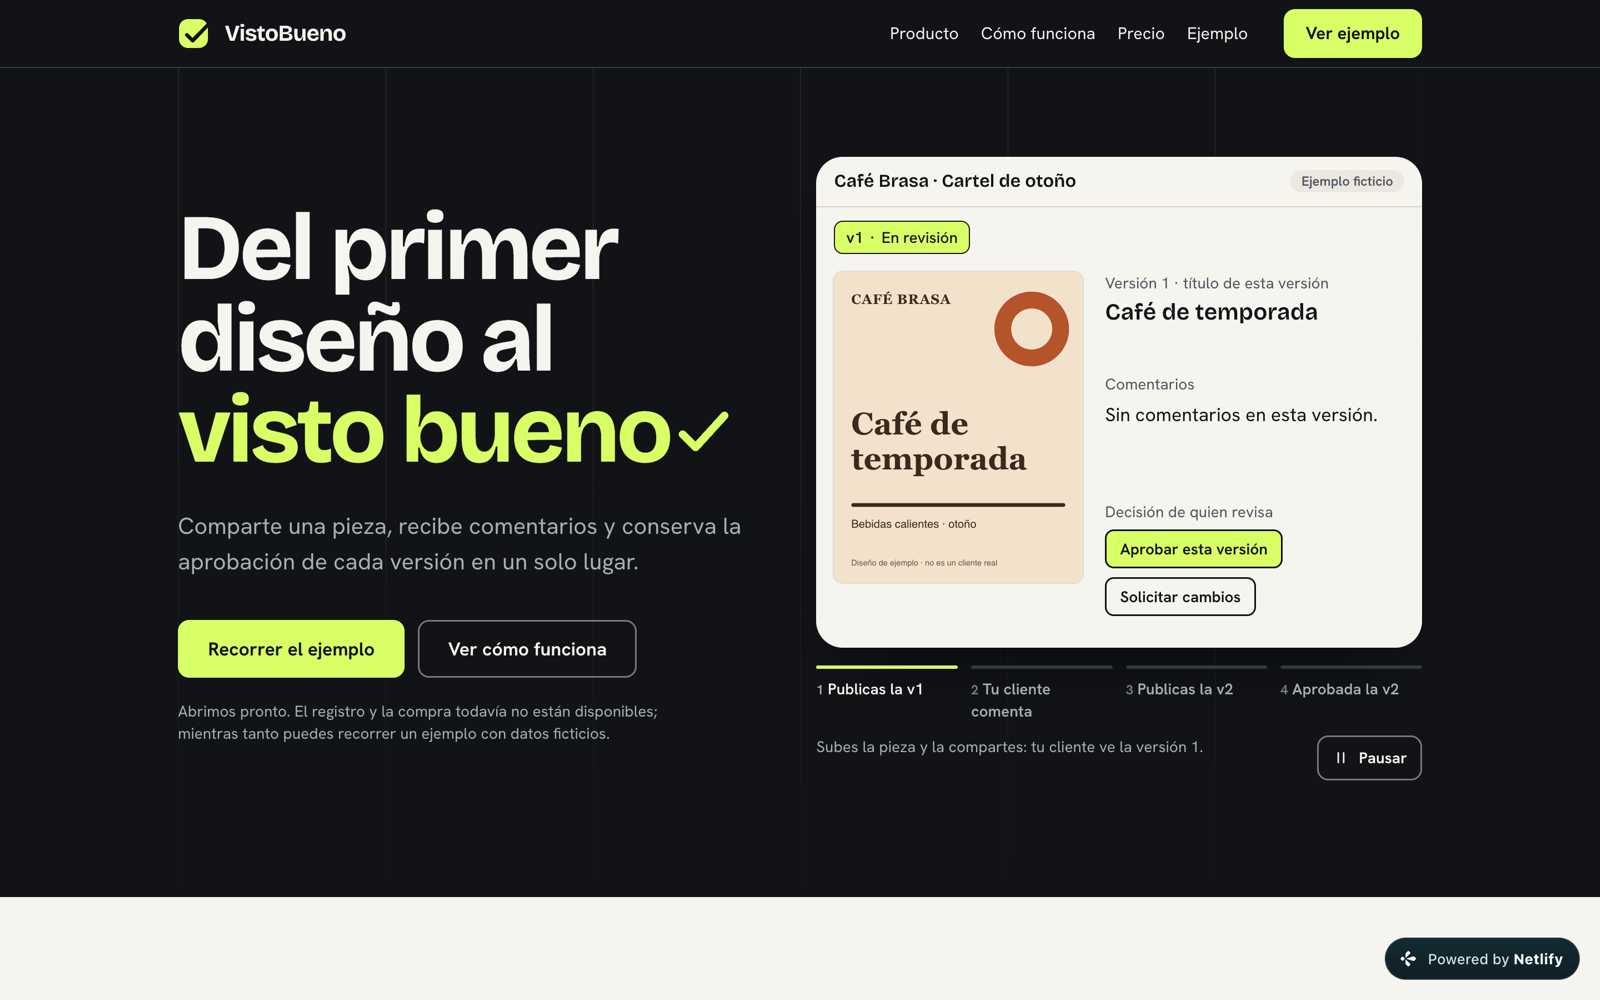 VistoBueno
Producto
Cómo funciona
Precio
Ejemplo
Ver ejemplo
Del primer
diseño al
visto bueno
Comparte una pieza, recibe comentarios y conserva la
aprobación de cada versión en un solo lugar.
Recorrer el ejemplo
Ver cómo funciona
Abrimos pronto. El registro y la compra todavía no están disponibles;
mientras tanto puedes recorrer un ejemplo con datos ficticios.
Café Brasa · Cartel de otoño
Ejemplo ficticio
v1 · En revisión
CAFÉ BRASA
Café de
temporada
Bebidas calientes · otoño
Diseño de ejemplo · no es un cliente real
Versión 1 · título de esta versión
Café de temporada
Comentarios
Sin comentarios en esta versión.
Decisión de quien revisa
Aprobar esta versión
Solicitar cambios
1 Publicas la v1
2 Tu cliente
comenta
3 Publicas la v2
4 Aprobada la v2
Subes la pieza y la compartes: tu cliente ve la versión 1.
Pausar
Powered by Netlify